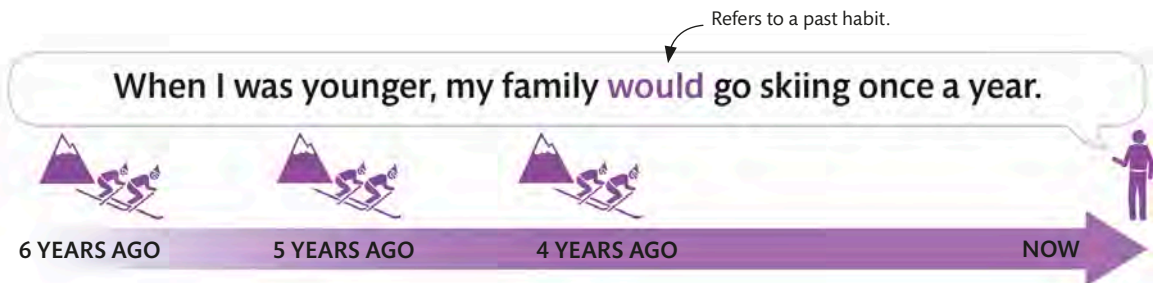 Refers to a past habit.
When I was younger, my family would go skiing once a year.
6 YEARS AGO 5 YEARS AGO 4 YEARS AGO NOW